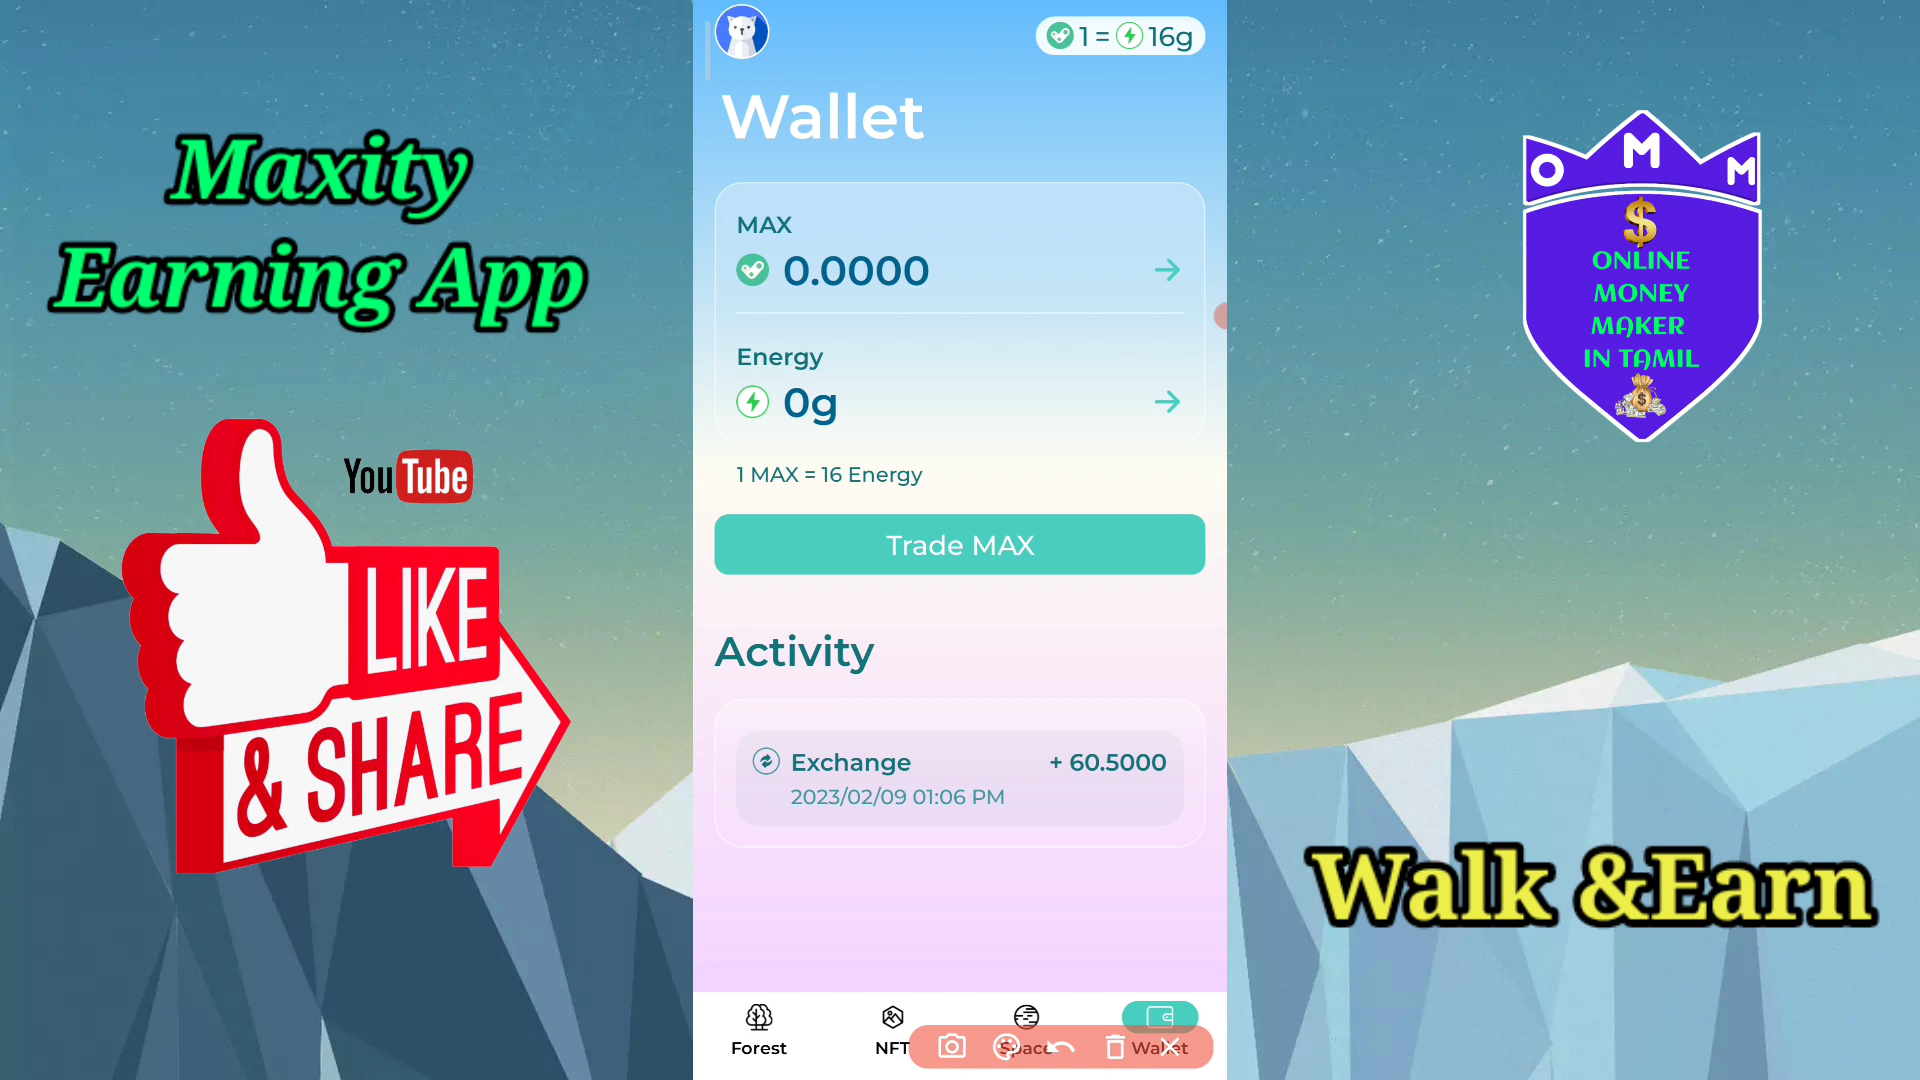 Maxity
Earning App
YouTube
LIKE
& SHARE
1 = 16g
Wallet
MAX
0.0000
Energy
0g
1 MAX = 16 Energy
Trade MAX
Activity
Exchange
+ 60.5000
2023/02/09 01:06 PM
Forest
NFT
Space
Wallet
O M M
$
ONLINE
MONEY
MAKER
IN TAMIL
$
Walk &Earn